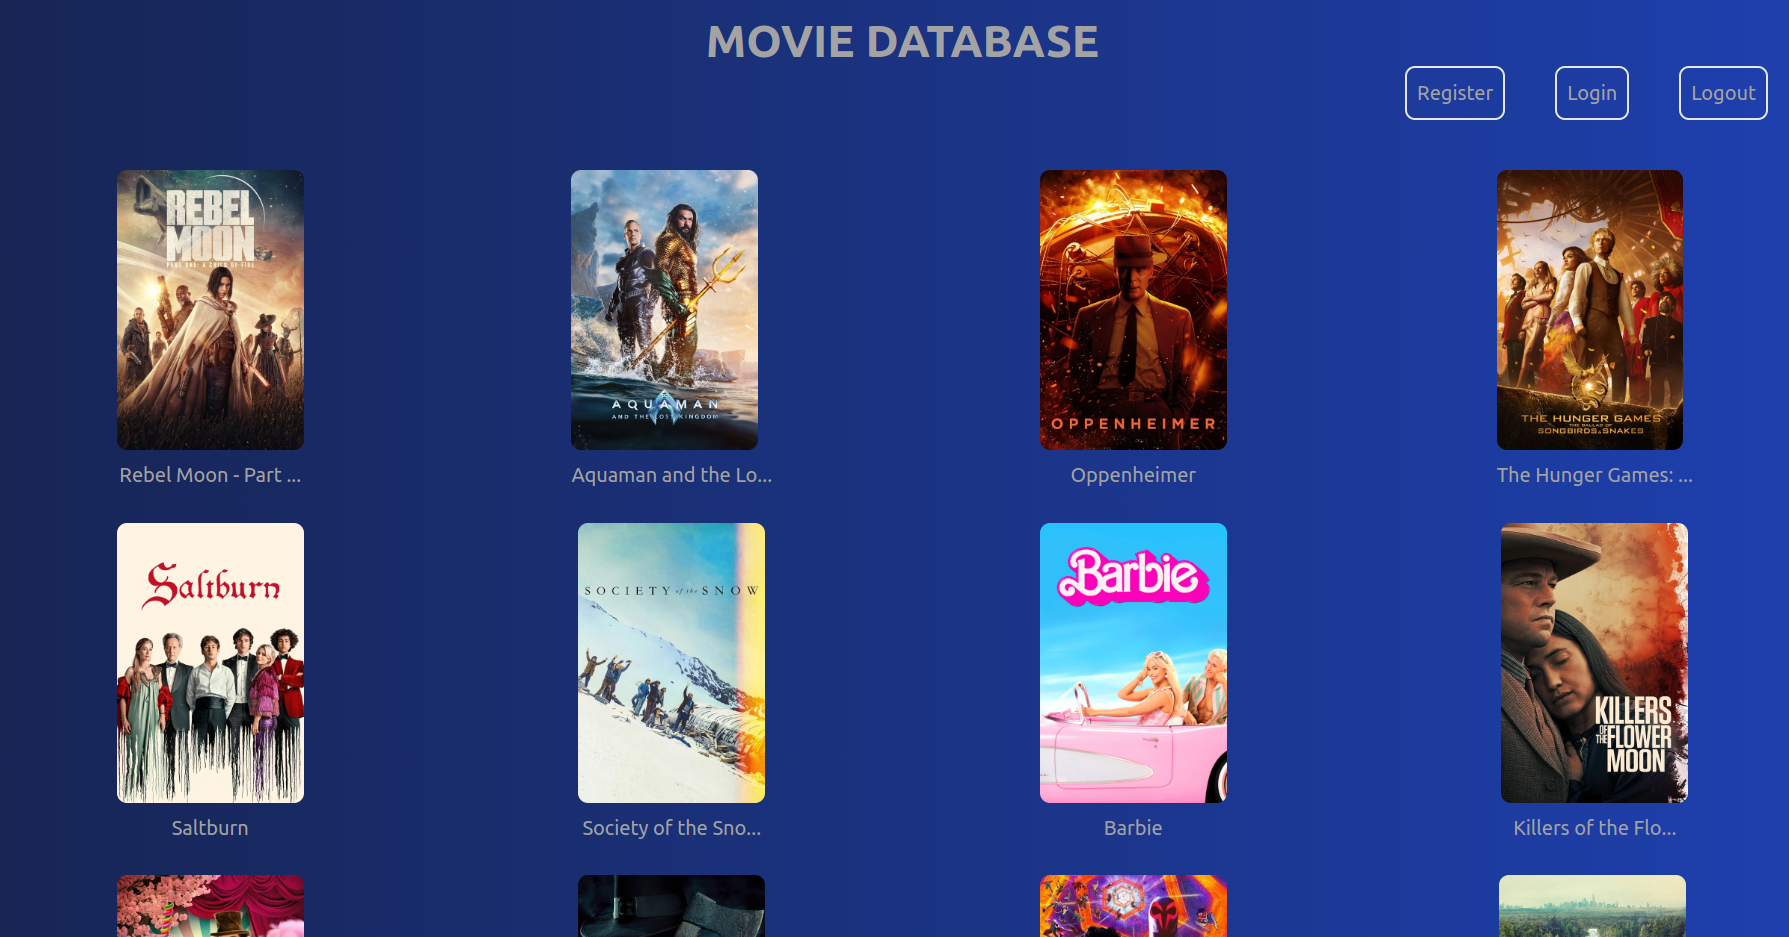 MOVIE DATABASE
Register Login Logout
REBEL
MOON
PART ONE: A CHILD OF FIRE
AQUAMAN
AND THE LOST KINGDOM
OPPENHEIMER
THE HUNGER GAMES
THE BALLAD OF
SONGBIRDS & SNAKES
Rebel Moon - Part ...
Aquaman and the Lo...
Oppenheimer
The Hunger Games: ...
Saltburn
SOCIETY of the SNOW
Barbie
KILLERS
OF THE FLOWER
MOON
Saltburn
Society of the Sno...
Barbie
Killers of the Flo...